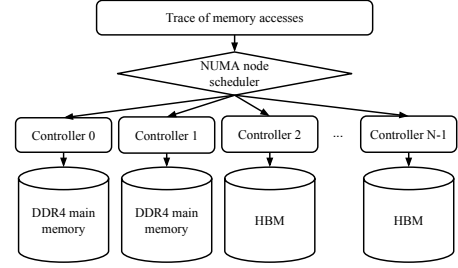 Trace of memory accesses
NUMA node
scheduler
Controller 0
Controller 1
Controller 2
...
Controller N-1
DDR4 main
memory
DDR4 main
memory
HBM
HBM